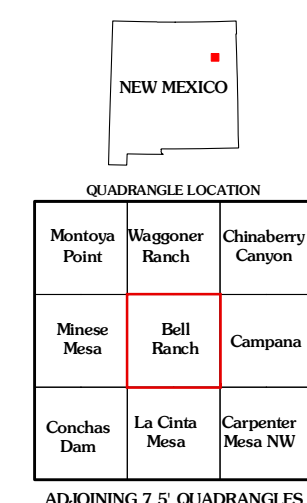 NEW MEXICO
QUADRANGLE LOCATION
Montoya Point
Waggoner Ranch
Chinaberry Canyon
Minese Mesa
Bell Ranch
Campana
Conchas Dam
La Cinta Mesa
Carpenter Mesa NW
ADJOINING 7.5' QUADRANGLES